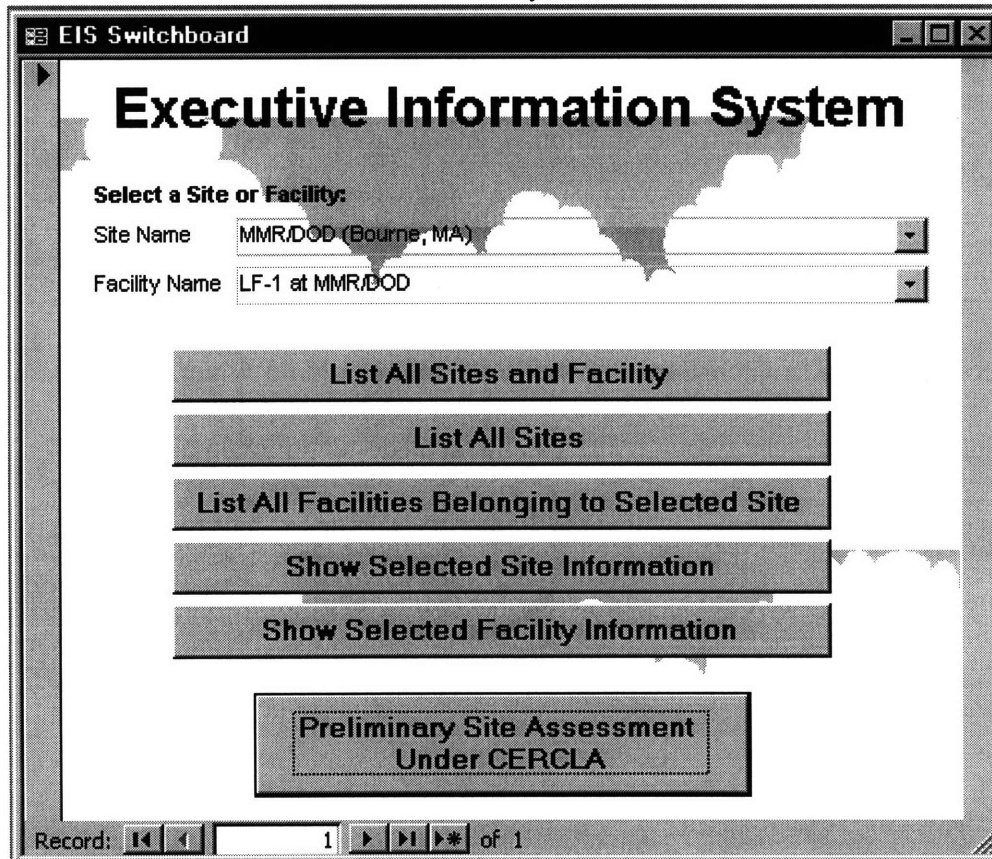 EIS Switchboard
Executive Information System
Select a Site or Facility:
Site Name MMR/DOD (Bourne, MA)
Facility Name LF-1 at MMR/DOD
List All Sites and Facility
List All Sites
List All Facilities Belonging to Selected Site
Show Selected Site Information
Show Selected Facility Information
Preliminary Site Assessment
Under CERCLA
Record: 1 of 1